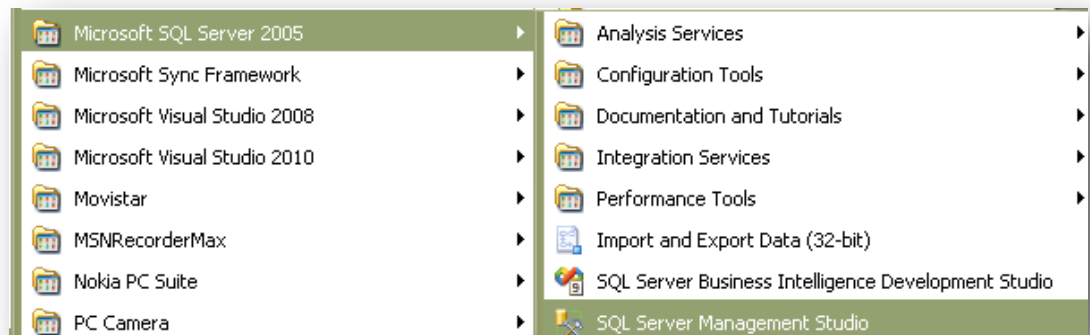 Microsoft SQL Server 2005
Microsoft Sync Framework
Microsoft Visual Studio 2008
Microsoft Visual Studio 2010
Movistar
MSNRecorderMax
Nokia PC Suite
PC Camera
Analysis Services
Configuration Tools
Documentation and Tutorials
Integration Services
Performance Tools
Import and Export Data (32-bit)
SQL Server Business Intelligence Development Studio
SQL Server Management Studio